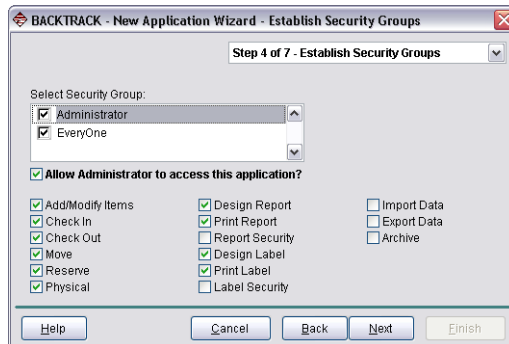 BACKTRACK - New Application Wizard - Establish Security Groups
Step 4 of 7 - Establish Security Groups
Select Security Group:
Administrator
EveryOne
Allow Administrator to access this application?
Add/Modify Items Design Report Import Data
Check In Print Report Export Data
Check Out Report Security Archive
Move Design Label
Reserve Print Label
Physical Label Security
Help Cancel Back Next Finish